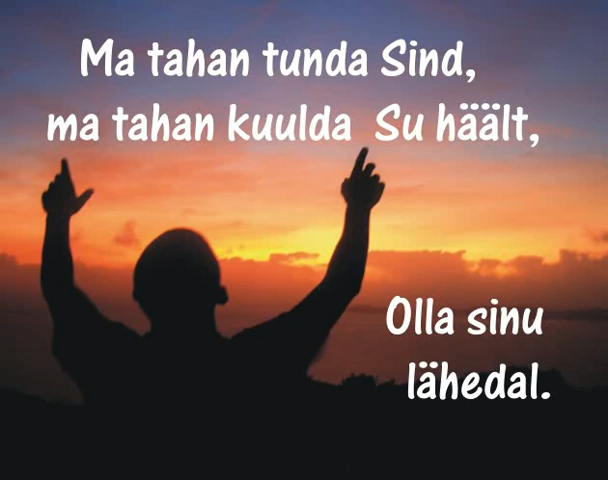 Ma tahan tunda Sind,
ma tahan kuulda Su häält,
Olla sinu
lähedal.